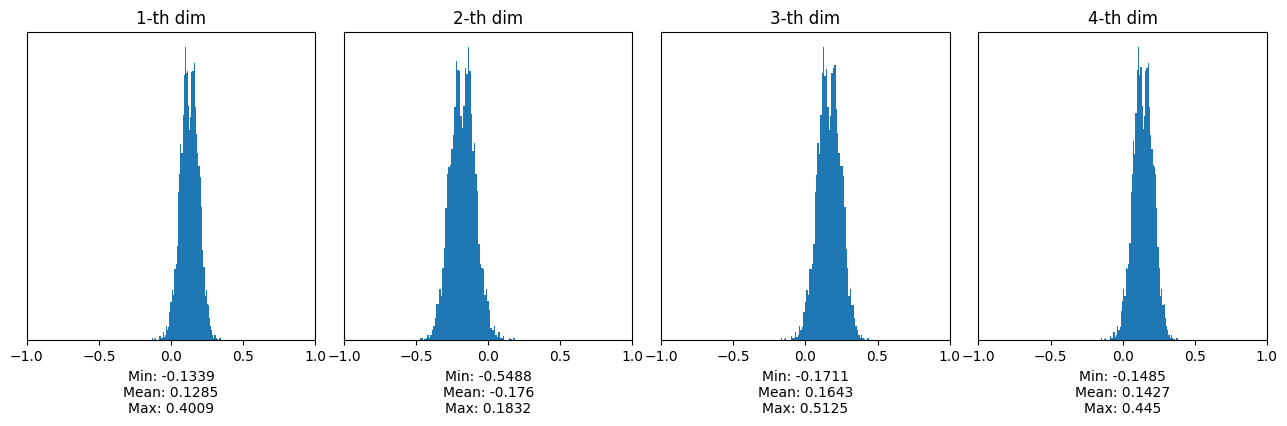 1-th dim 2-th dim 3-th dim 4-th dim
−1.0 −0.5 0.0 0.5 1.0 −1.0 −0.5 0.0 0.5 1.0 −1.0 −0.5 0.0 0.5 1.0 −1.0 −0.5 0.0 0.5 1.0
Min: -0.1339 Min: -0.5488 Min: -0.1711 Min: -0.1485
Mean: 0.1285 Mean: -0.176 Mean: 0.1643 Mean: 0.1427
Max: 0.4009 Max: 0.1832 Max: 0.5125 Max: 0.445